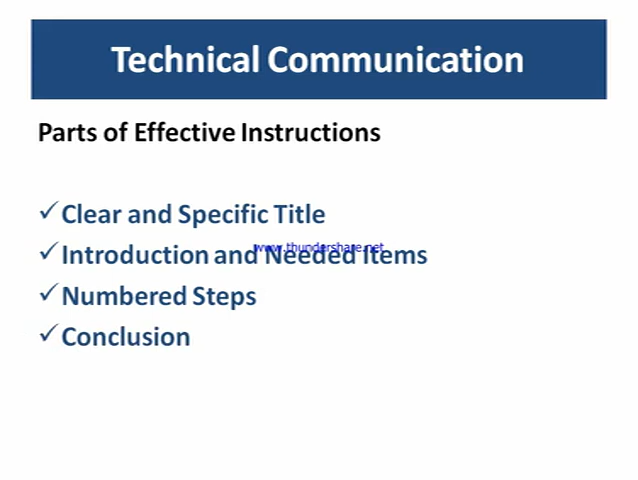 Technical Communication
Parts of Effective Instructions
Clear and Specific Title
www.thundershare.net
Introduction and Needed Items
Numbered Steps
Conclusion